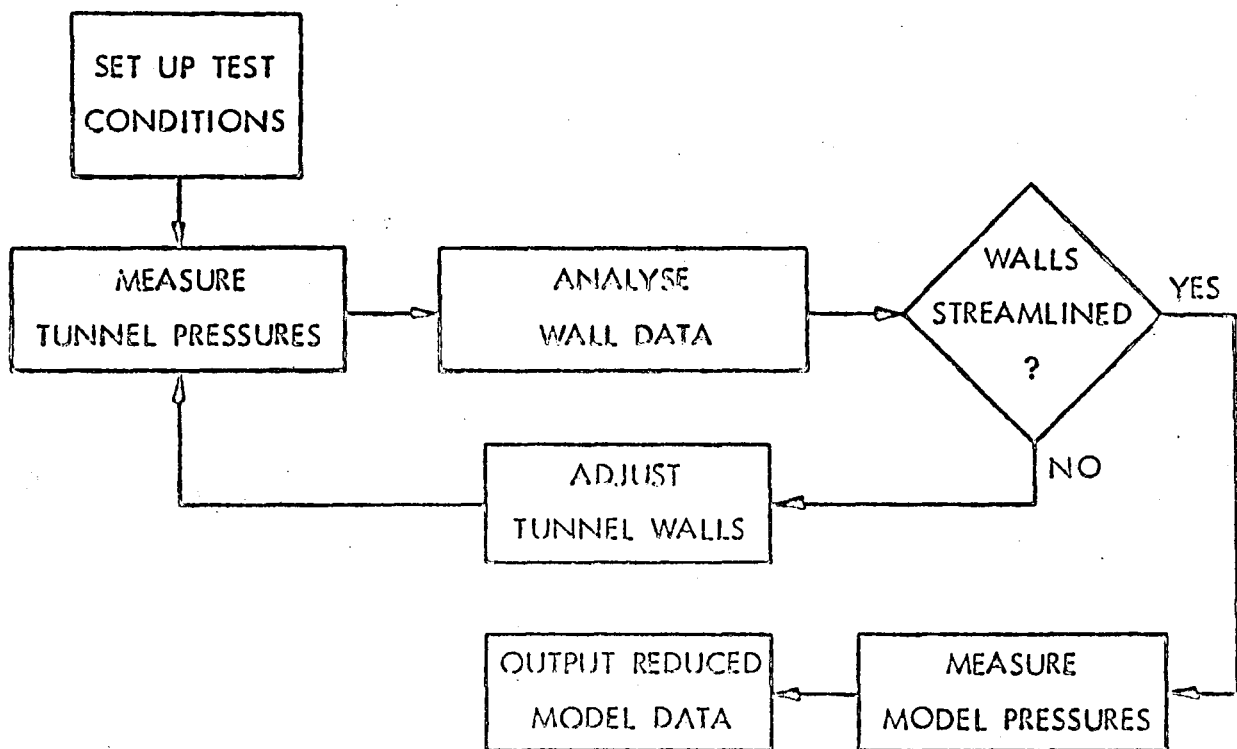 SET UP TEST
CONDITIONS
MEASURE
TUNNEL PRESSURES
ANALYSE
WALL DATA
WALLS
STREAMLINED
?
YES
NO
ADJUST
TUNNEL WALLS
MEASURE
MODEL PRESSURES
OUTPUT REDUCED
MODEL DATA